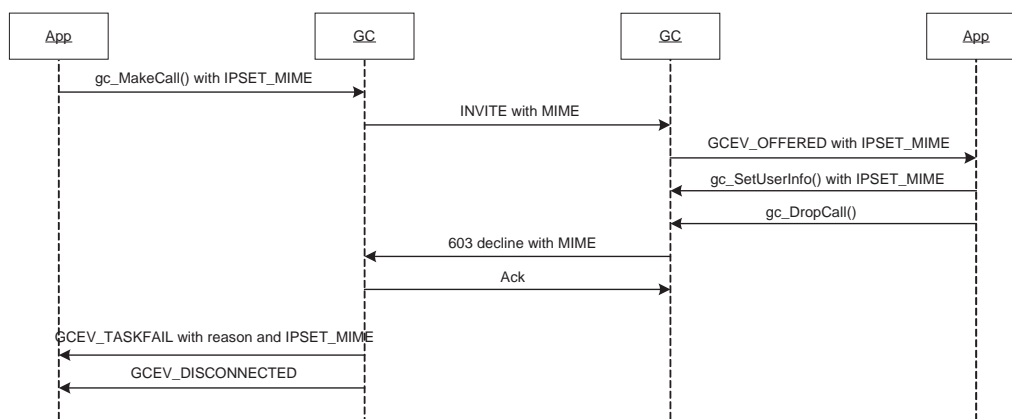 App
GC
GC
App
gc_MakeCall() with IPSET_MIME
INVITE with MIME
GCEV_OFFERED with IPSET_MIME
gc_SetUserInfo() with IPSET_MIME
gc_DropCall()
603 decline with MIME
Ack
GCEV_TASKFAIL with reason and IPSET_MIME
GCEV_DISCONNECTED